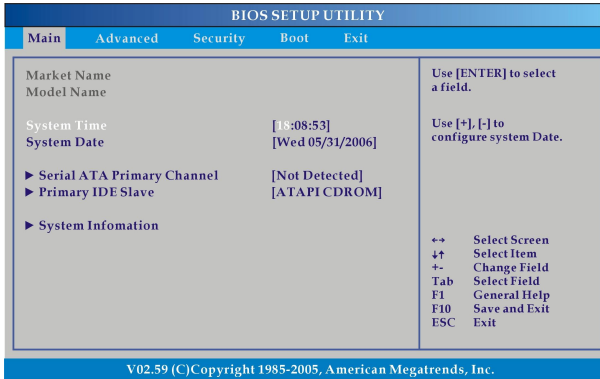 BIOS SETUP UTILITY
Main Advanced Security Boot Exit
Market Name
Model Name
System Time [18:08:53]
System Date [Wed 05/31/2006]
▶ Serial ATA Primary Channel [Not Detected]
▶ Primary IDE Slave [ATAPI CDROM]
▶ System Infomation
Use [ENTER] to select
a field.
Use [+], [-] to
configure system Date.
←→ Select Screen
↓↑ Select Item
+- Change Field
Tab Select Field
F1 General Help
F10 Save and Exit
ESC Exit
V02.59 (C)Copyright 1985-2005, American Megatrends, Inc.